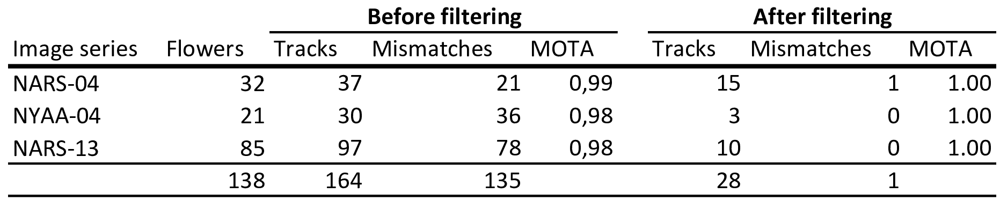 Before filtering After filtering
Image series Flowers Tracks Mismatches MOTA Tracks Mismatches MOTA
NARS-04 32 37 21 0,99 15 1 1.00
NYAA-04 21 30 36 0,98 3 0 1.00
NARS-13 85 97 78 0,98 10 0 1.00
138 164 135 28 1